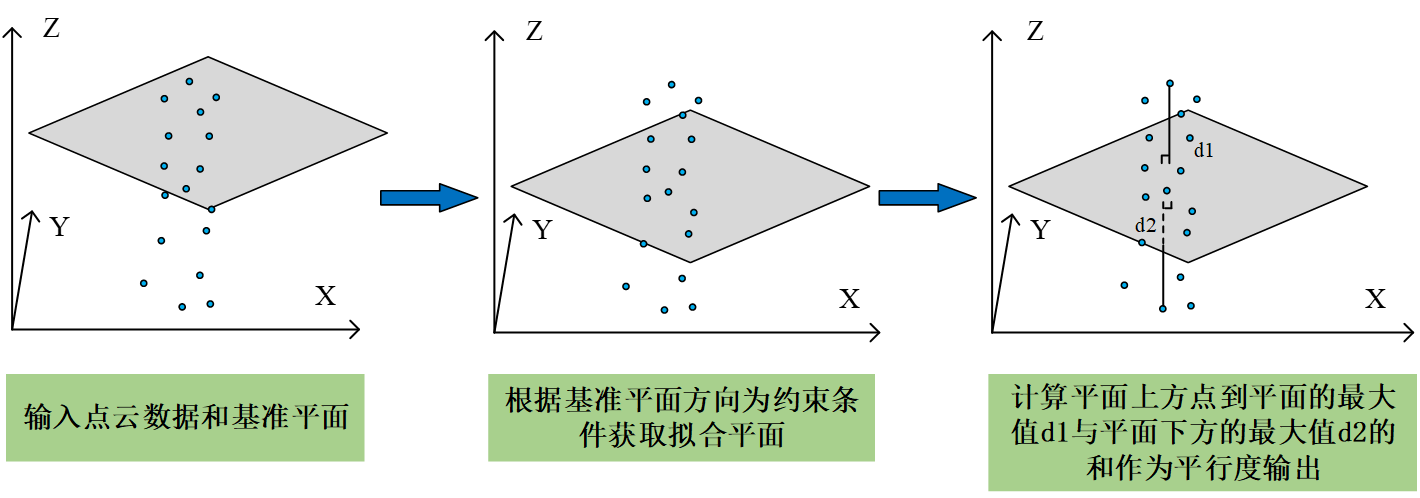 Z
Y
X
Z
Y
X
Z
Y
X
d1
d2
输入点云数据和基准平面
根据基准平面方向为约束条
件获取拟合平面
计算平面上方点到平面的最大
值d1与平面下方的最大值d2的
和作为平行度输出